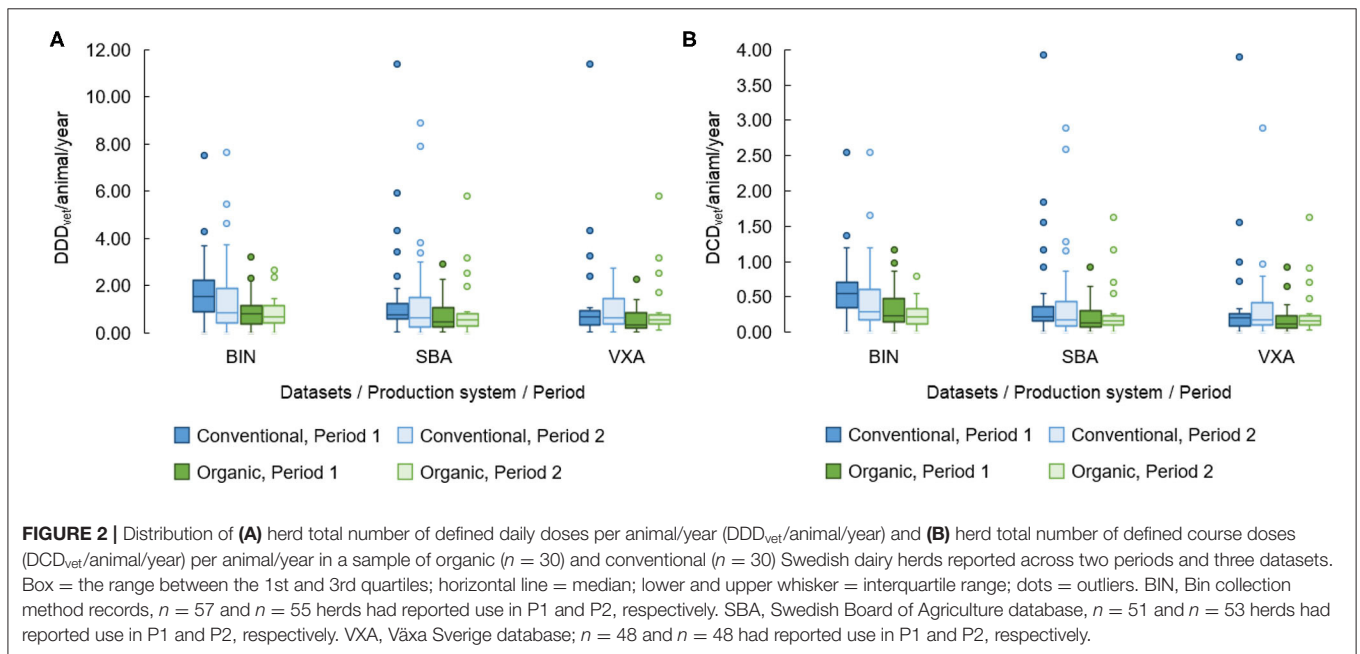 A
12.00
10.00
8.00
6.00
4.00
2.00
0.00
DDDvet/animal/year
BIN
SBA
VXA
Datasets / Production system / Period
Conventional, Period 1
Conventional, Period 2
Organic, Period 1
Organic, Period 2
B
4.00
3.50
3.00
2.50
2.00
1.50
1.00
0.50
0.00
DCDvet/aniaml/year
BIN
SBA
VXA
Datasets / Production system / Period
Conventional, Period 1
Conventional, Period 2
Organic, Period 1
Organic, Period 2
FIGURE 2 | Distribution of (A) herd total number of defined daily doses per animal/year (DDDvet/animal/year) and (B) herd total number of defined course doses
(DCDvet/animal/year) per animal/year in a sample of organic (n = 30) and conventional (n = 30) Swedish dairy herds reported across two periods and three datasets.
Box = the range between the 1st and 3rd quartiles; horizontal line = median; lower and upper whisker = interquartile range; dots = outliers. BIN, Bin collection
method records, n = 57 and n = 55 herds had reported use in P1 and P2, respectively. SBA, Swedish Board of Agriculture database, n = 51 and n = 53 herds had
reported use in P1 and P2, respectively. VXA, Växa Sverige database; n = 48 and n = 48 had reported use in P1 and P2, respectively.